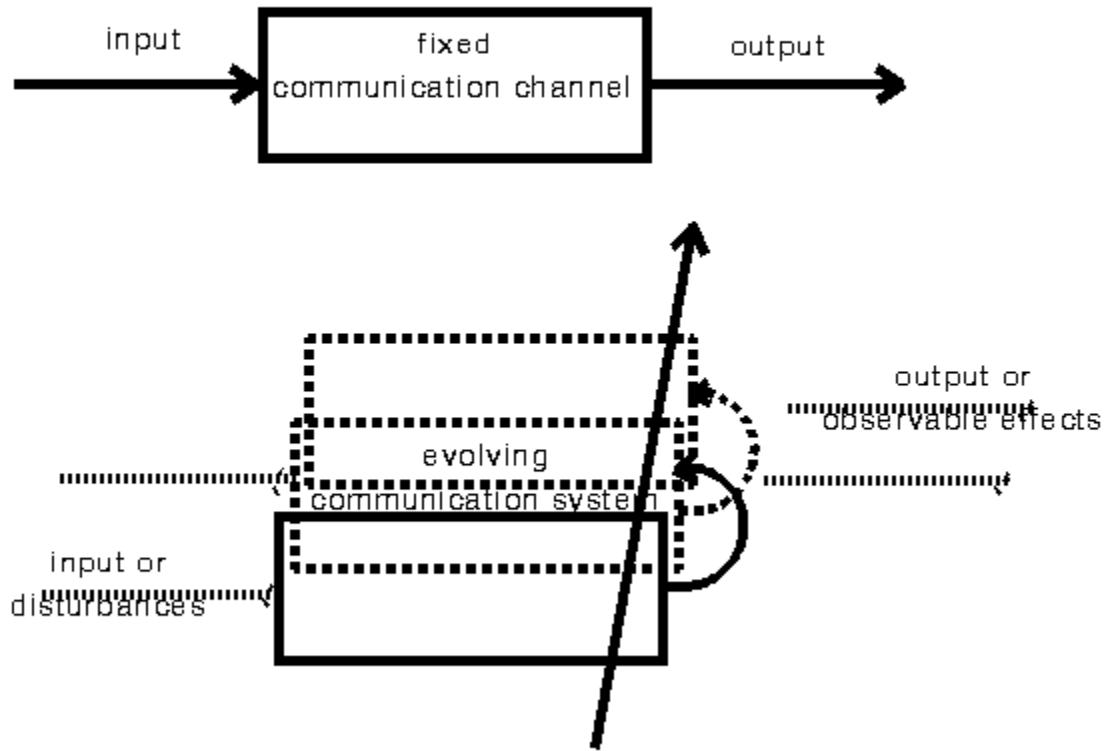 input
fixed
communication channel
output
output or
observable effects
evolving
communication system
input or
disturbances